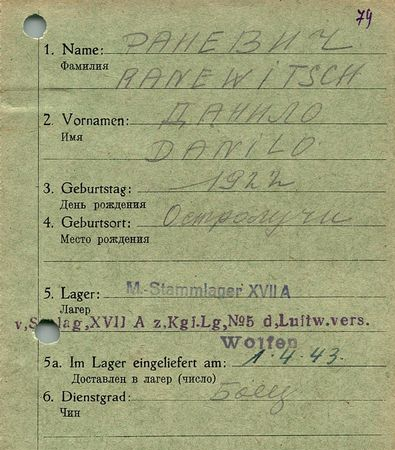 74
1. Name: РАНЕВИЧ
Фамилия
RANEWITSCH
2. Vornamen: ДАНИЛО
Имя
DANILO
3. Geburtstag: 1922
День рождения
4. Geburtsort: Остролучи
Место рождения
5. Lager: M.-Stammlager XVII A
Лагер
v, Stalag, XVII A z.Kgf.Lg, №5 d, Luftw.vers.
Wolfen
5a. Im Lager eingeliefert am: 1.4.43.
Доставлен в лагер (число)
6. Dienstgrad: Боец
Чин